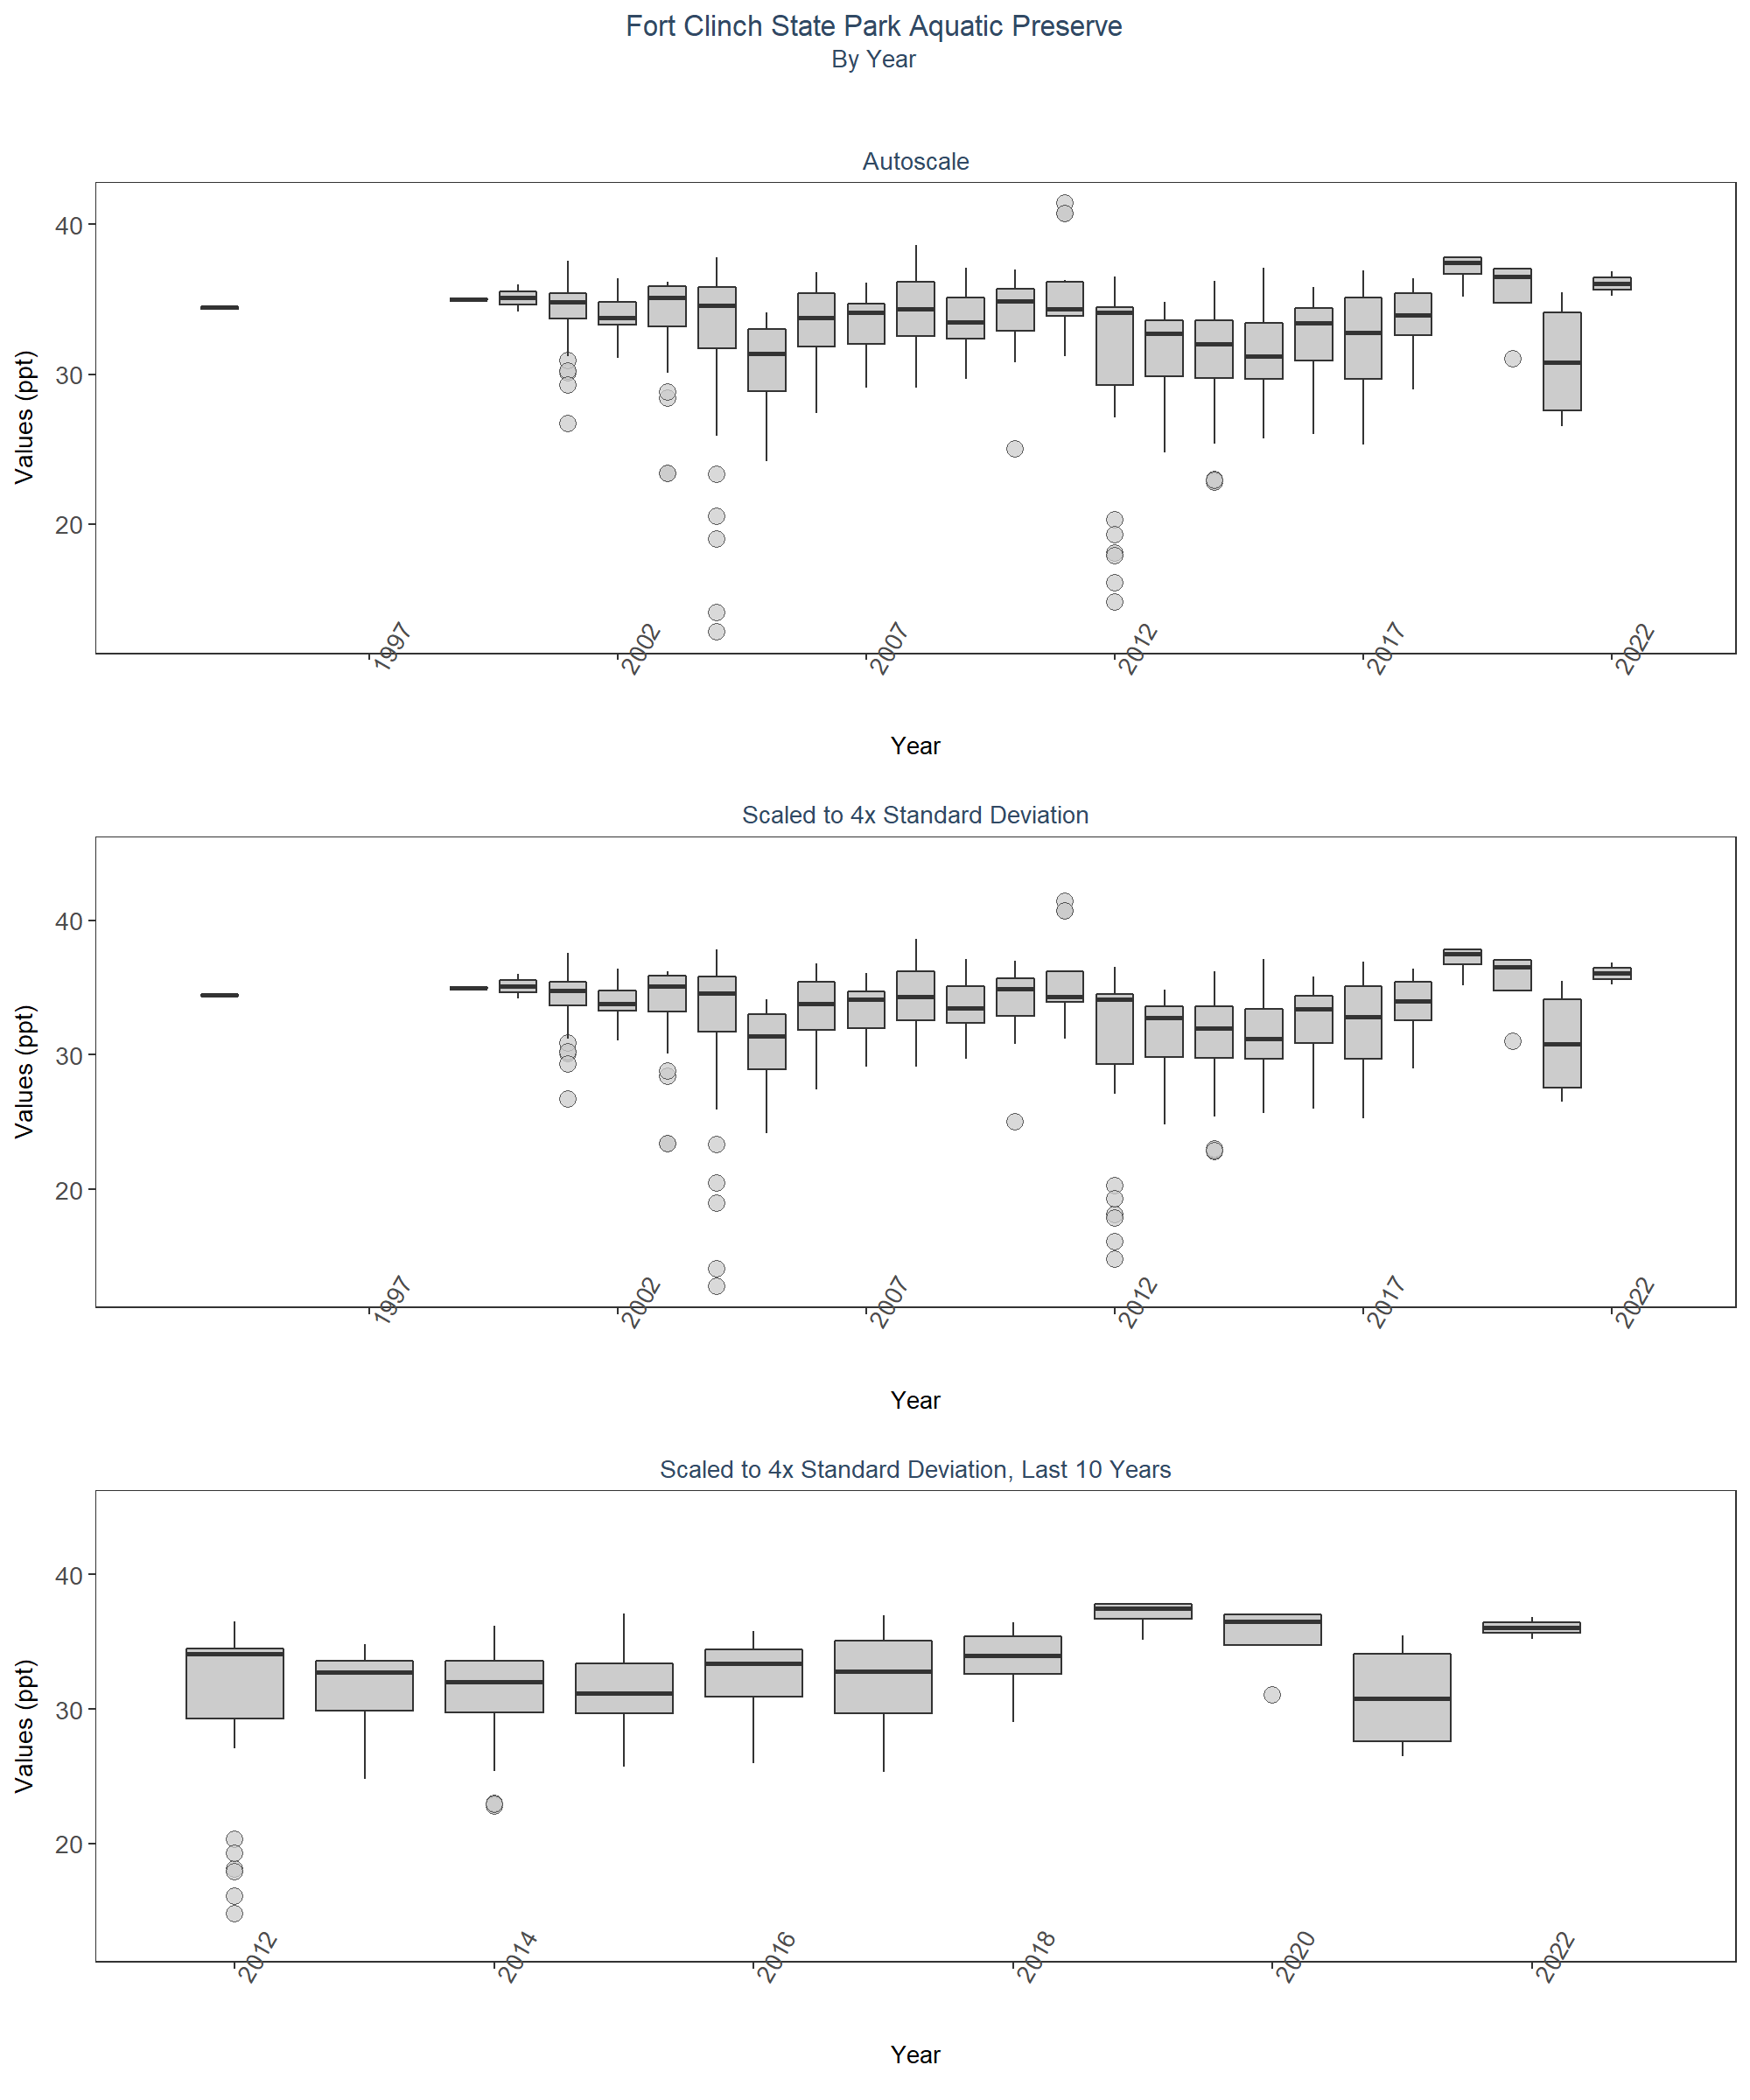 Fort Clinch State Park Aquatic Preserve
By Year
Autoscale
Values (ppt)
40
30
20
1997
2002
2007
2012
2017
2022
Year
Scaled to 4x Standard Deviation
Values (ppt)
40
30
20
1997
2002
2007
2012
2017
2022
Year
Scaled to 4x Standard Deviation, Last 10 Years
Values (ppt)
40
30
20
2012
2014
2016
2018
2020
2022
Year